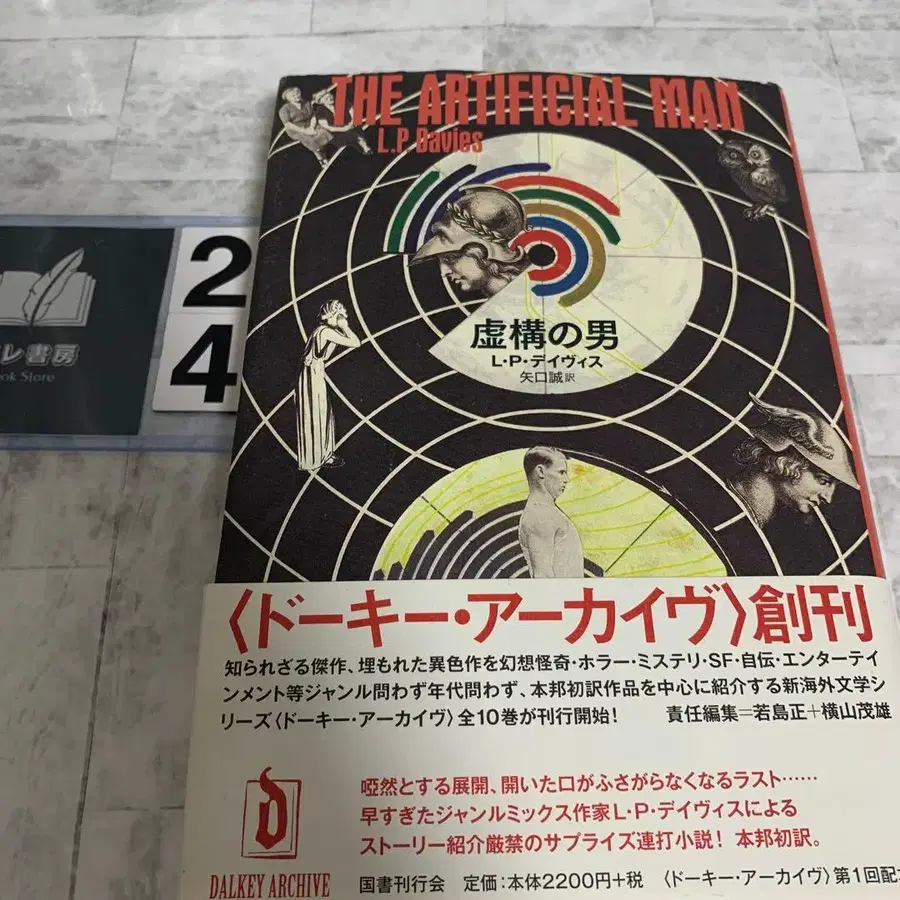 THE ARTIFICIAL MAN
L.P. Davies
虚構の男
L・P・デイヴィス
矢口誠 訳
2
4
レ書房
ook Store
〈ドーキー・アーカイヴ〉創刊
知られざる傑作、埋もれた異色作を幻想怪奇・ホラー・ミステリ・SF・自伝・エンターテイ
ンメント等ジャンル問わず年代問わず、本邦初訳作品を中心に紹介する新海外文学シ
リーズ〈ドーキー・アーカイヴ〉全10巻が刊行開始! 責任編集=若島正+横山茂雄
啞然とする展開、開いた口がふさがらなくなるラスト……
早すぎたジャンルミックス作家L・P・デイヴィスによる
ストーリー紹介厳禁のサプライズ連打小説! 本邦初訳。
d
DALKEY ARCHIVE
国書刊行会 定価:本体2200円+税 〈ドーキー・アーカイヴ〉第1回配